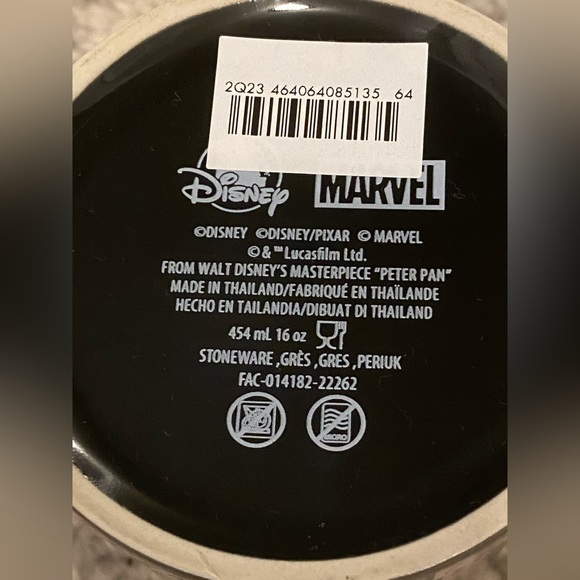 2Q23 464064085135 64
Disney MARVEL
©DISNEY ©DISNEY/PIXAR © MARVEL
© & ™ Lucasfilm Ltd.
FROM WALT DISNEY'S MASTERPIECE "PETER PAN"
MADE IN THAILAND/FABRIQUÉ EN THAÏLANDE
HECHO EN TAILANDIA/DIBUAT DI THAILAND
454 mL 16 oz
STONEWARE ,GRÈS ,GRES ,PERIUK
FAC-014182-22262
MICRO